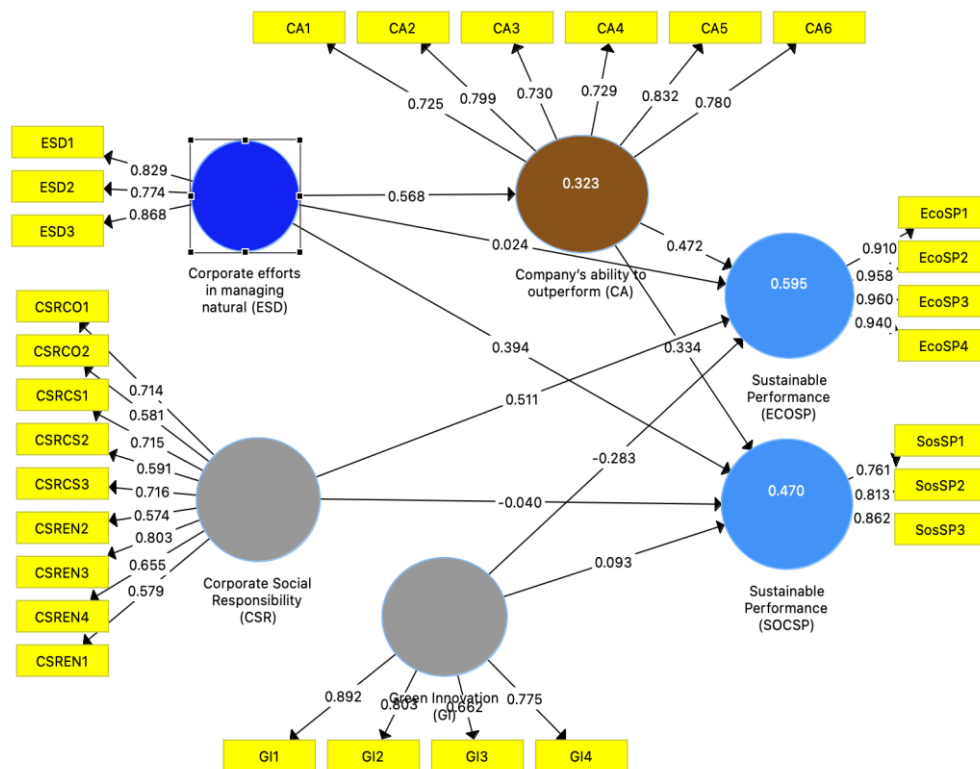 CA1
CA2
CA3
CA4
CA5
CA6
0.725
0.799
0.730
0.729
0.832
0.780
ESD1
ESD2
ESD3
0.829
0.774
0.868
Corporate efforts
in managing
natural (ESD)
0.568
0.024
0.394
0.323
Company's ability to
outperform (CA)
0.472
0.334
0.595
Sustainable
Performance
(ECOSP)
0.910
0.958
0.960
0.940
EcoSP1
EcoSP2
EcoSP3
EcoSP4
CSRCO1
CSRCO2
CSRCS1
CSRCS2
CSRCS3
CSREN2
CSREN3
CSREN4
CSREN1
0.714
0.581
0.715
0.591
0.716
0.574
0.803
0.655
0.579
Corporate Social
Responsibility
(CSR)
0.511
-0.040
-0.283
0.093
0.470
Sustainable
Performance
(SOCSP)
0.761
0.813
0.862
SosSP1
SosSP2
SosSP3
Green Innovation
(GI)
0.892
0.803
0.662
0.775
GI1
GI2
GI3
GI4